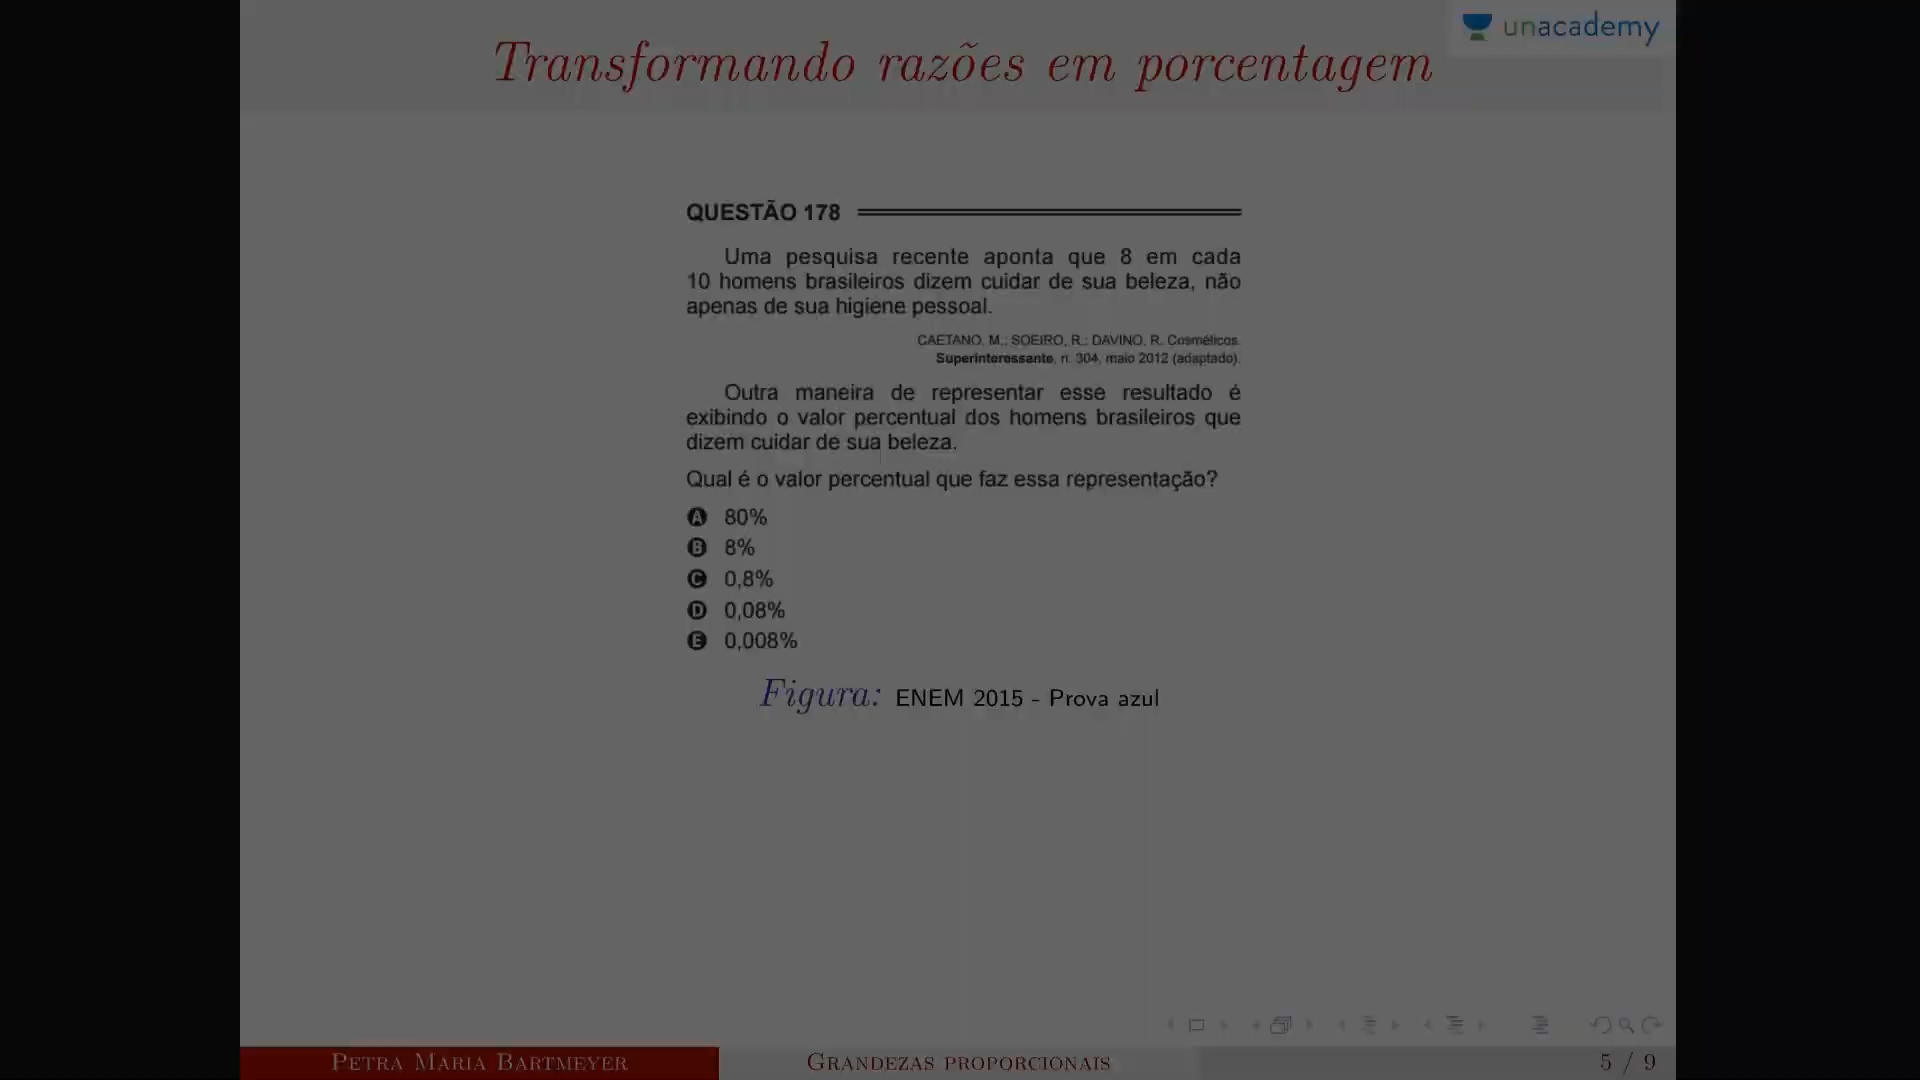 unacademy
Transformando razões em porcentagem
QUESTÃO 178
Uma pesquisa recente aponta que 8 em cada
10 homens brasileiros dizem cuidar de sua beleza, não
apenas de sua higiene pessoal.
CAETANO, M.; SOEIRO, R.; DAVINO, R. Cosméticos.
Superinteressante, n. 304, maio 2012 (adaptado).
Outra maneira de representar esse resultado é
exibindo o valor percentual dos homens brasileiros que
dizem cuidar de sua beleza.
Qual é o valor percentual que faz essa representação?
A 80%
B 8%
C 0,8%
D 0,08%
E 0,008%
Figura: ENEM 2015 - Prova azul
PETRA MARIA BARTMEYER
GRANDEZAS PROPORCIONAIS
5 / 9